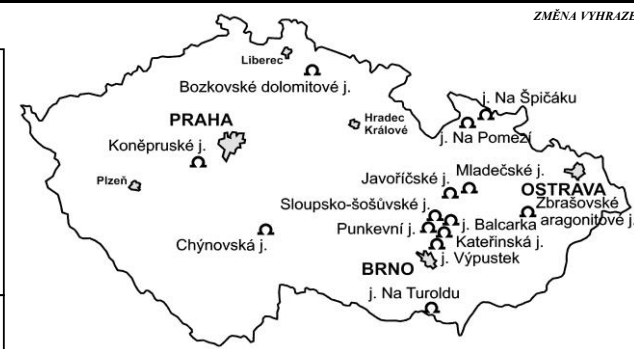 ZMĚNA VYHRAZE
Liberec
Bozkovské dolomitové j.
j. Na Špičáku
PRAHA
Hradec
Králové
j. Na Pomezí
Koněpruské j.
Plzeň
Javoříčské j.
Mladečské j.
OSTRAVA
Sloupsko-šošůvské j.
Zbrašovské
aragonitové j.
Punkevní j.
j. Balcarka
Chýnovská j.
Kateřinská j.
j. Výpustek
BRNO
j. Na Turoldu